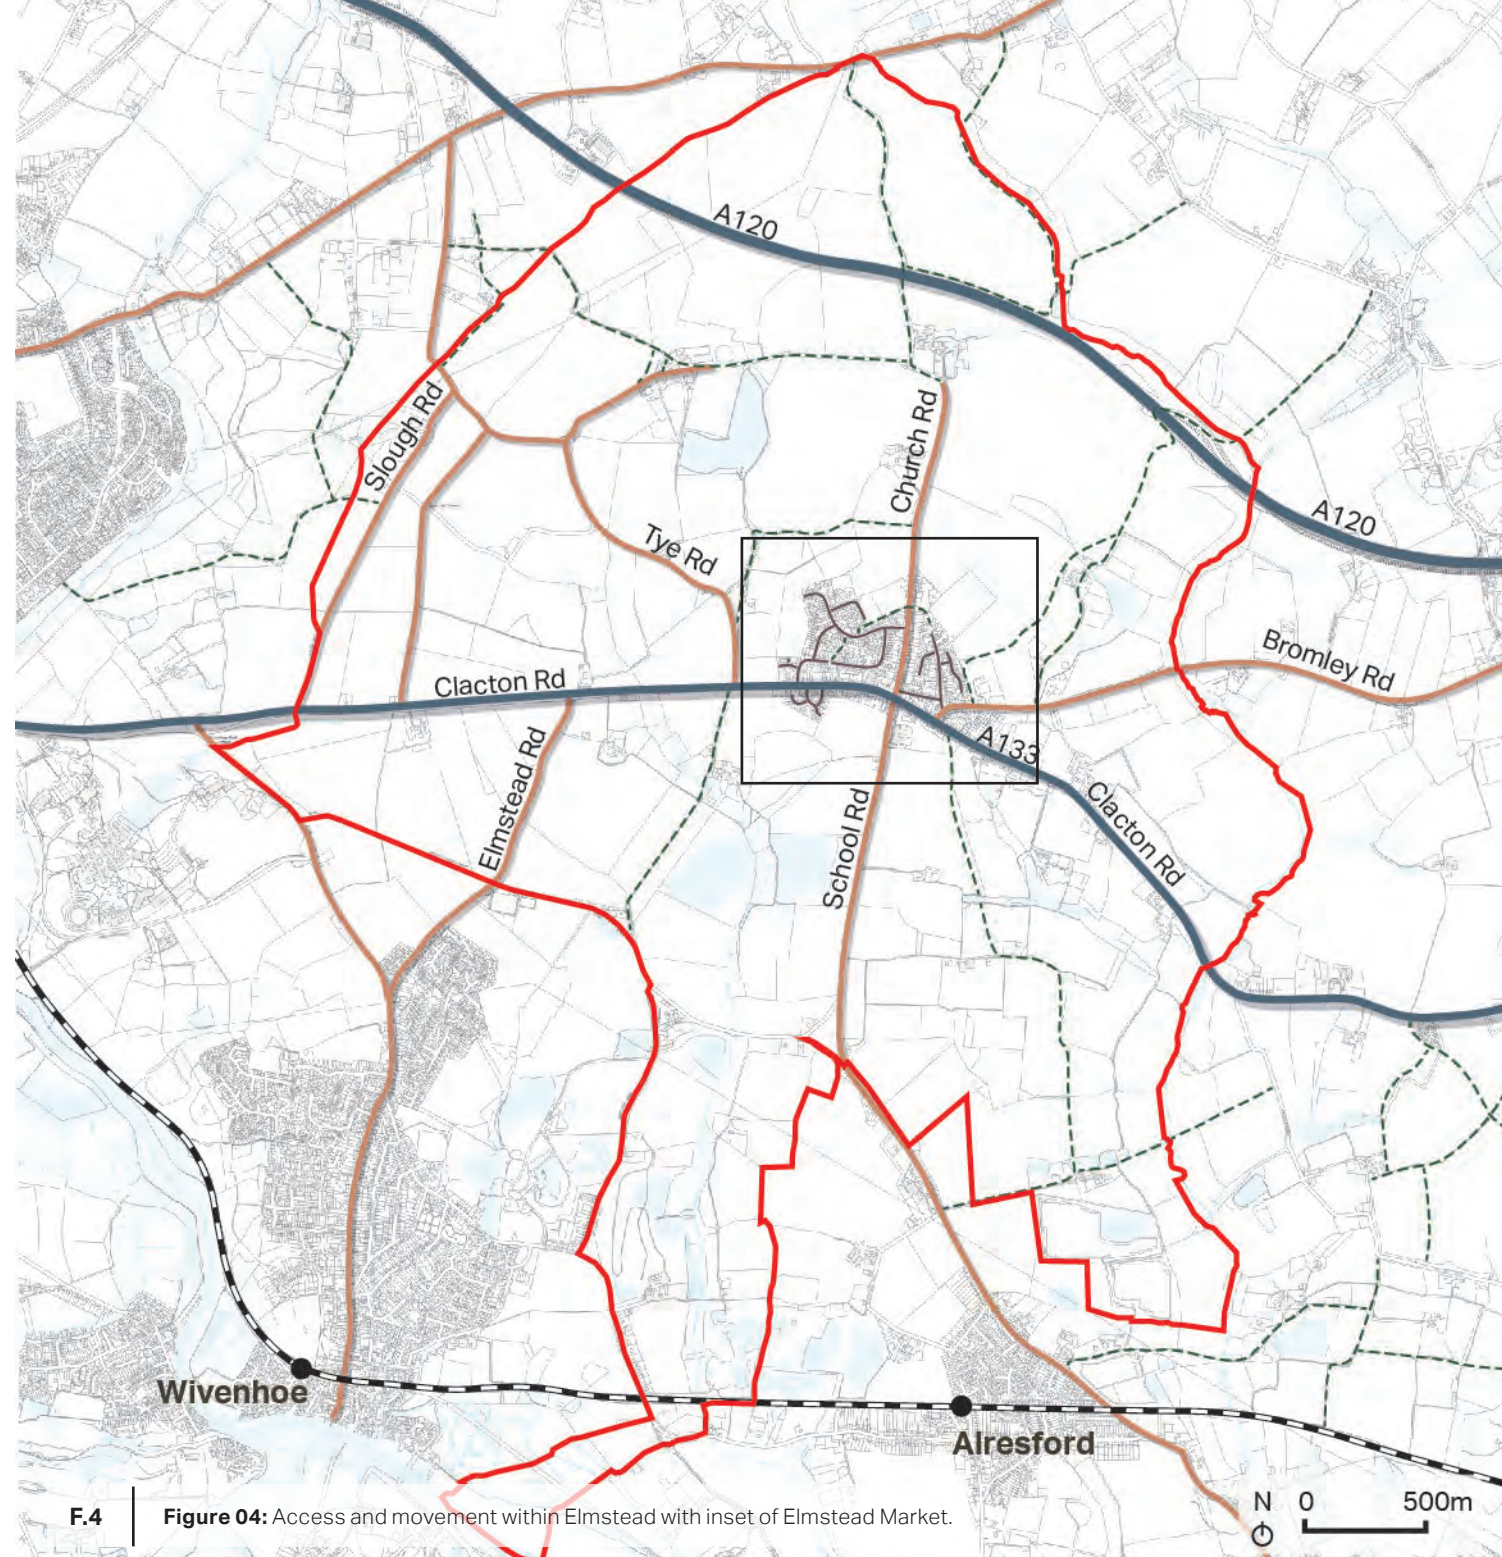 A120
Slough Rd
Church Rd
A120
Tye Rd
Bromley Rd
Clacton Rd
A133
Elmstead Rd
Clacton Rd
School Rd
Wivenhoe
Alresford
N 0 500m
F.4
Figure 04: Access and movement within Elmstead with inset of Elmstead Market.